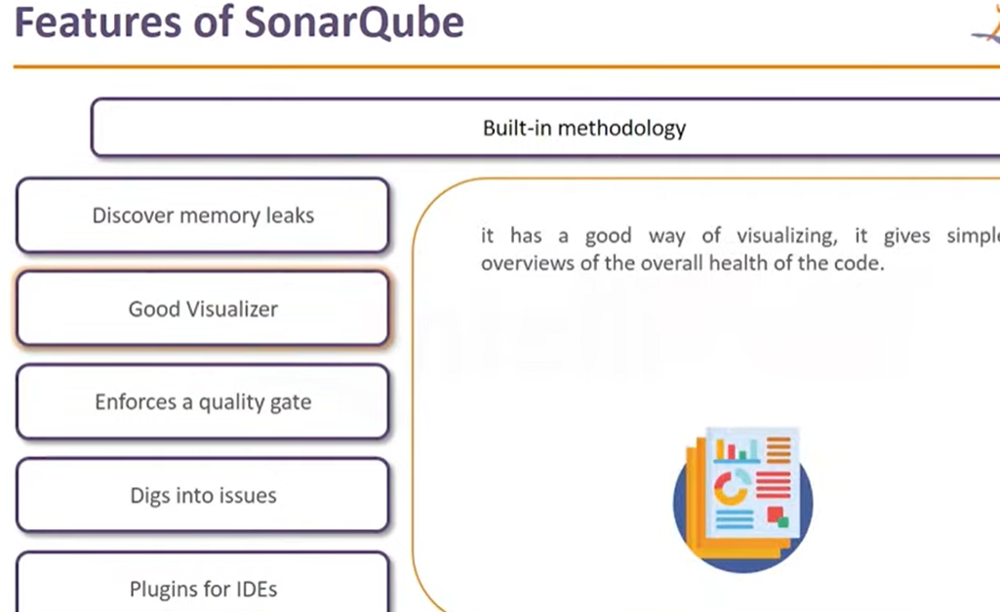 Features of SonarQube
Built-in methodology
Discover memory leaks
Good Visualizer
Enforces a quality gate
Digs into issues
Plugins for IDEs
it has a good way of visualizing, it gives simple
overviews of the overall health of the code.